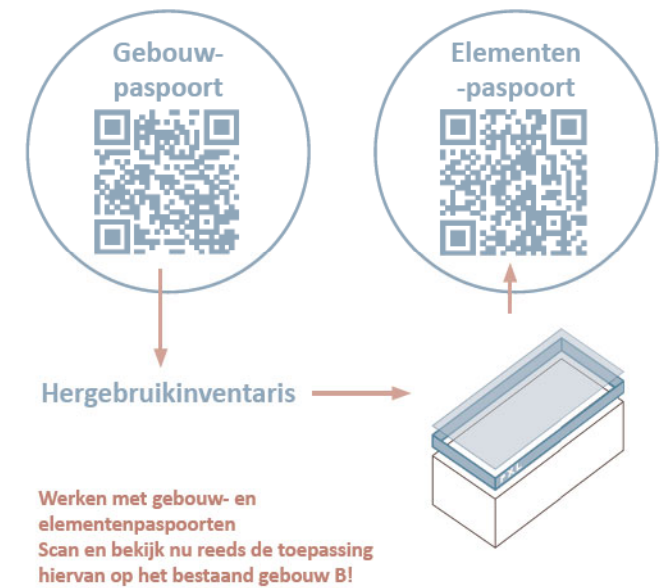 Gebouw-
paspoort
Elementen
-paspoort
Hergebruikinventaris
PXL
Werken met gebouw- en
elementenpaspoorten
Scan en bekijk nu reeds de toepassing
hiervan op het bestaand gebouw B!